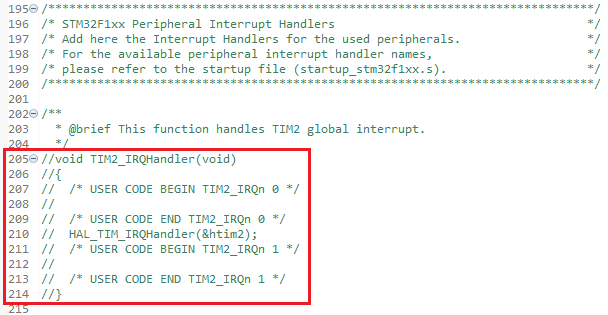 195 /******************************************************************************/
196 /* STM32F1xx Peripheral Interrupt Handlers                                    */
197 /* Add here the Interrupt Handlers for the used peripherals.                  */
198 /* For the available peripheral interrupt handler names,                      */
199 /* please refer to the startup file (startup_stm32f1xx.s).                    */
200 /******************************************************************************/
201
202 /**
203   * @brief This function handles TIM2 global interrupt.
204   */
205 //void TIM2_IRQHandler(void)
206 //{
207 //  /* USER CODE BEGIN TIM2_IRQn 0 */
208 //
209 //  /* USER CODE END TIM2_IRQn 0 */
210 //  HAL_TIM_IRQHandler(&htim2);
211 //  /* USER CODE BEGIN TIM2_IRQn 1 */
212 //
213 //  /* USER CODE END TIM2_IRQn 1 */
214 //}
215